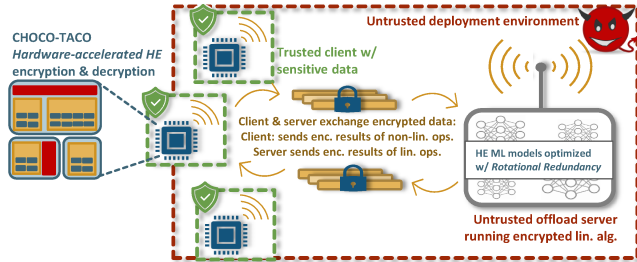 CHOCO-TACO
Hardware-accelerated HE
encryption & decryption
Untrusted deployment environment
Trusted client w/
sensitive data
Client & server exchange encrypted data:
Client: sends enc. results of non-lin. ops.
Server sends enc. results of lin. ops.
HE ML models optimized
w/ Rotational Redundancy
Untrusted offload server
running encrypted lin. alg.